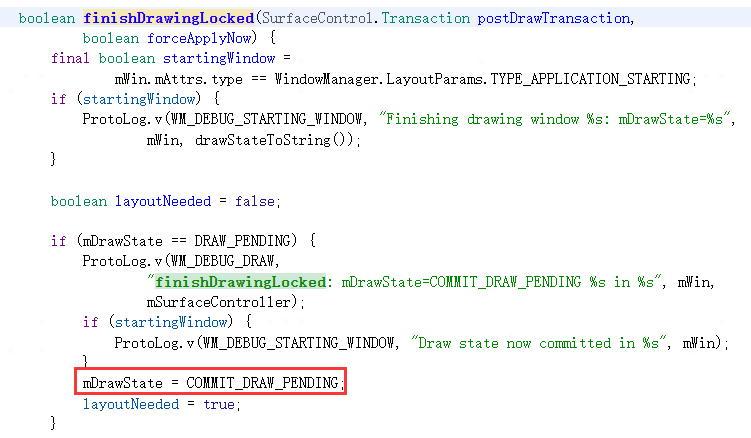 boolean finishDrawingLocked(SurfaceControl.Transaction postDrawTransaction,
boolean forceApplyNow) {
final boolean startingWindow =
mWin.mAttrs.type == WindowManager.LayoutParams.TYPE_APPLICATION_STARTING;
if (startingWindow) {
ProtoLog.v(WM_DEBUG_STARTING_WINDOW, "Finishing drawing window %s: mDrawState=%s",
mWin, drawStateToString());
}
boolean layoutNeeded = false;
if (mDrawState == DRAW_PENDING) {
ProtoLog.v(WM_DEBUG_DRAW,
"finishDrawingLocked: mDrawState=COMMIT_DRAW_PENDING %s in %s", mWin,
mSurfaceController);
if (startingWindow) {
ProtoLog.v(WM_DEBUG_STARTING_WINDOW, "Draw state now committed in %s", mWin);
}
mDrawState = COMMIT_DRAW_PENDING;
layoutNeeded = true;
}